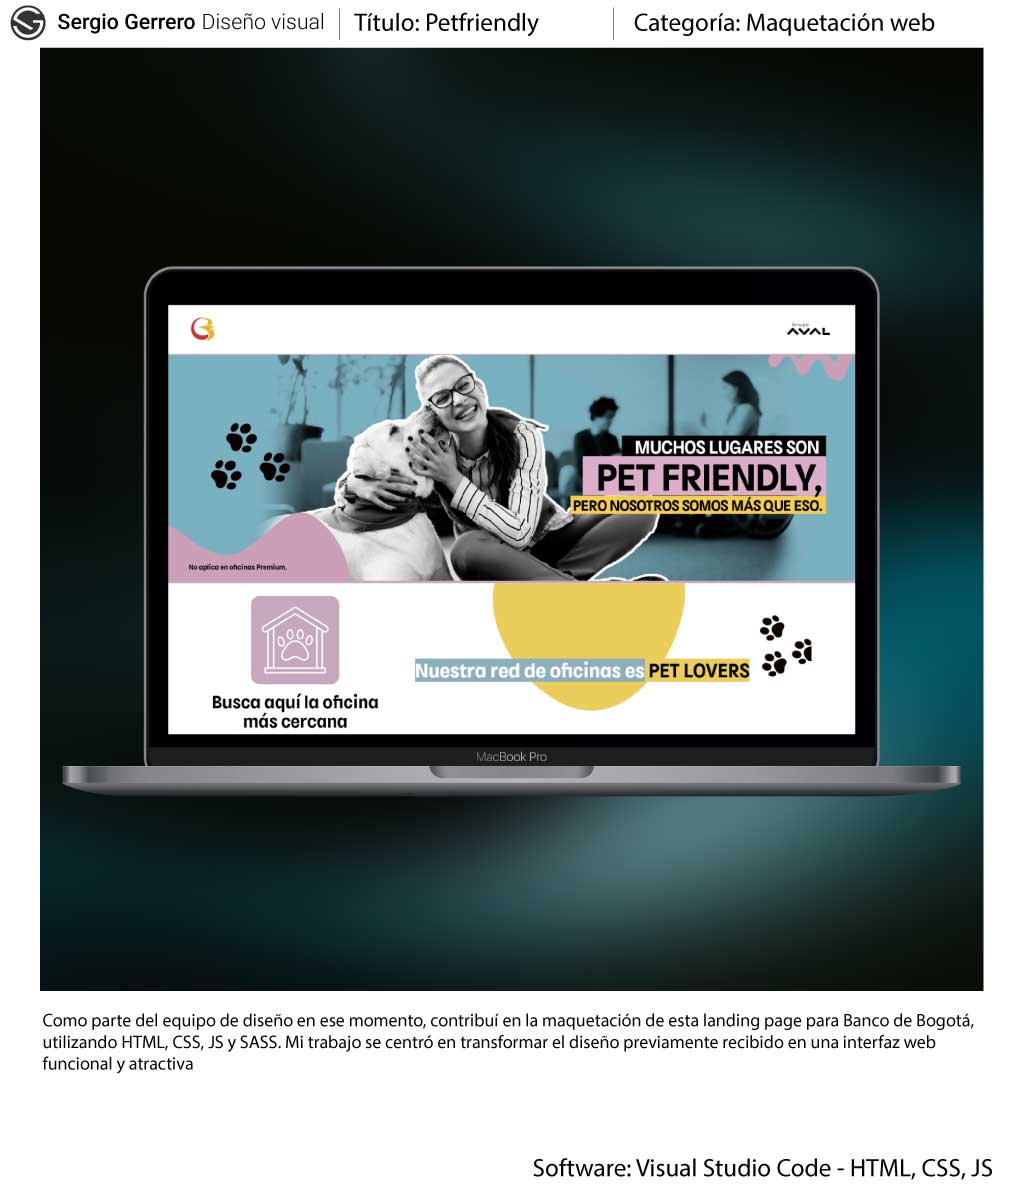 Sergio Gerrero Diseño visual
Título: Petfriendly
Categoría: Maquetación web
Grupo
AVAL
MUCHOS LUGARES SON
PET FRIENDLY,
PERO NOSOTROS SOMOS MÁS QUE ESO.
No aplica en oficinas Premium.
Busca aquí la oficina
más cercana
Nuestra red de oficinas es PET LOVERS
MacBook Pro
Como parte del equipo de diseño en ese momento, contribuí en la maquetación de esta landing page para Banco de Bogotá,
utilizando HTML, CSS, JS y SASS. Mi trabajo se centró en transformar el diseño previamente recibido en una interfaz web
funcional y atractiva
Software: Visual Studio Code - HTML, CSS, JS